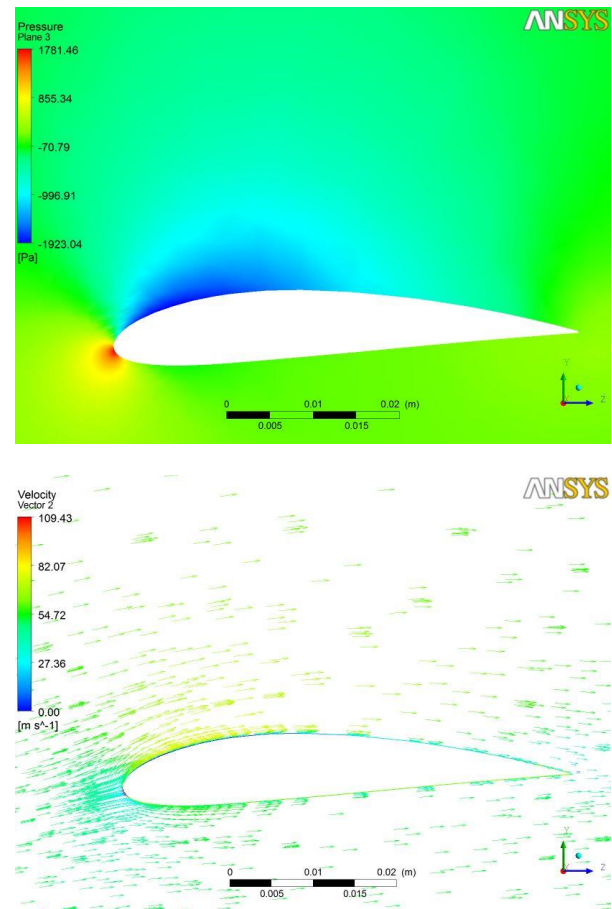 ANSYS
Pressure
Plane 3
1781.46
855.34
-70.79
-996.91
-1923.04
[Pa]
0 0.01 0.02 (m)
0.005 0.015
Y
Z
ANSYS
Velocity
Vector 2
109.43
82.07
54.72
27.36
0.00
[m s^-1]
0 0.01 0.02 (m)
0.005 0.015
Y
Z